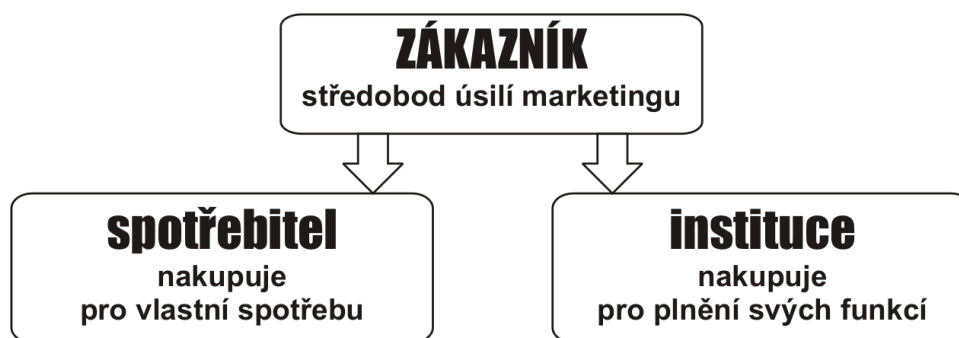 ZÁKAZNÍK
středobod úsilí marketingu
spotřebitel
nakupuje
pro vlastní spotřebu
instituce
nakupuje
pro plnění svých funkcí